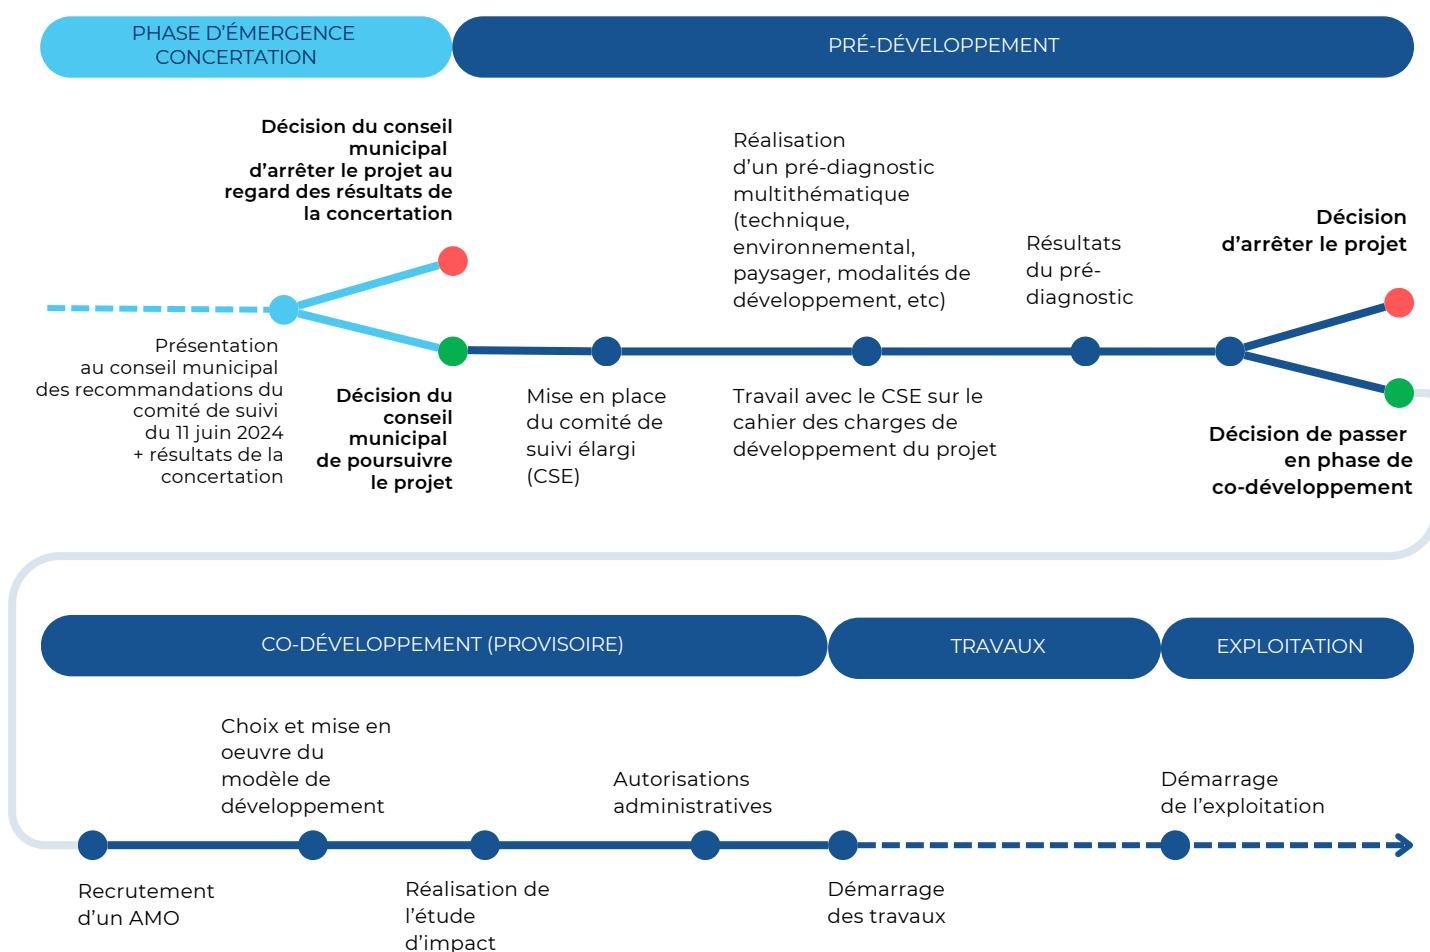 PHASE D'ÉMERGENCE
CONCERTATION
PRÉ-DÉVELOPPEMENT
Décision du conseil
municipal
d'arrêter le projet au
regard des résultats de
la concertation
Réalisation
d'un pré-diagnostic
multithématique
(technique,
environnemental,
paysager, modalités de
développement, etc)
Résultats
du pré-
diagnostic
Décision
d'arrêter le projet
Présentation
au conseil municipal
des recommandations du
comité de suivi
du 11 juin 2024
+ résultats de la
concertation
Décision du
conseil
municipal
de poursuivre
le projet
Mise en place
du comité de
suivi élargi
(CSE)
Travail avec le CSE sur le
cahier des charges de
développement du projet
Décision de passer
en phase de
co-développement
CO-DÉVELOPPEMENT (PROVISOIRE)
TRAVAUX
EXPLOITATION
Choix et mise en
oeuvre du
modèle de
développement
Autorisations
administratives
Démarrage
de l'exploitation
Recrutement
d'un AMO
Réalisation de
l'étude
d'impact
Démarrage
des travaux